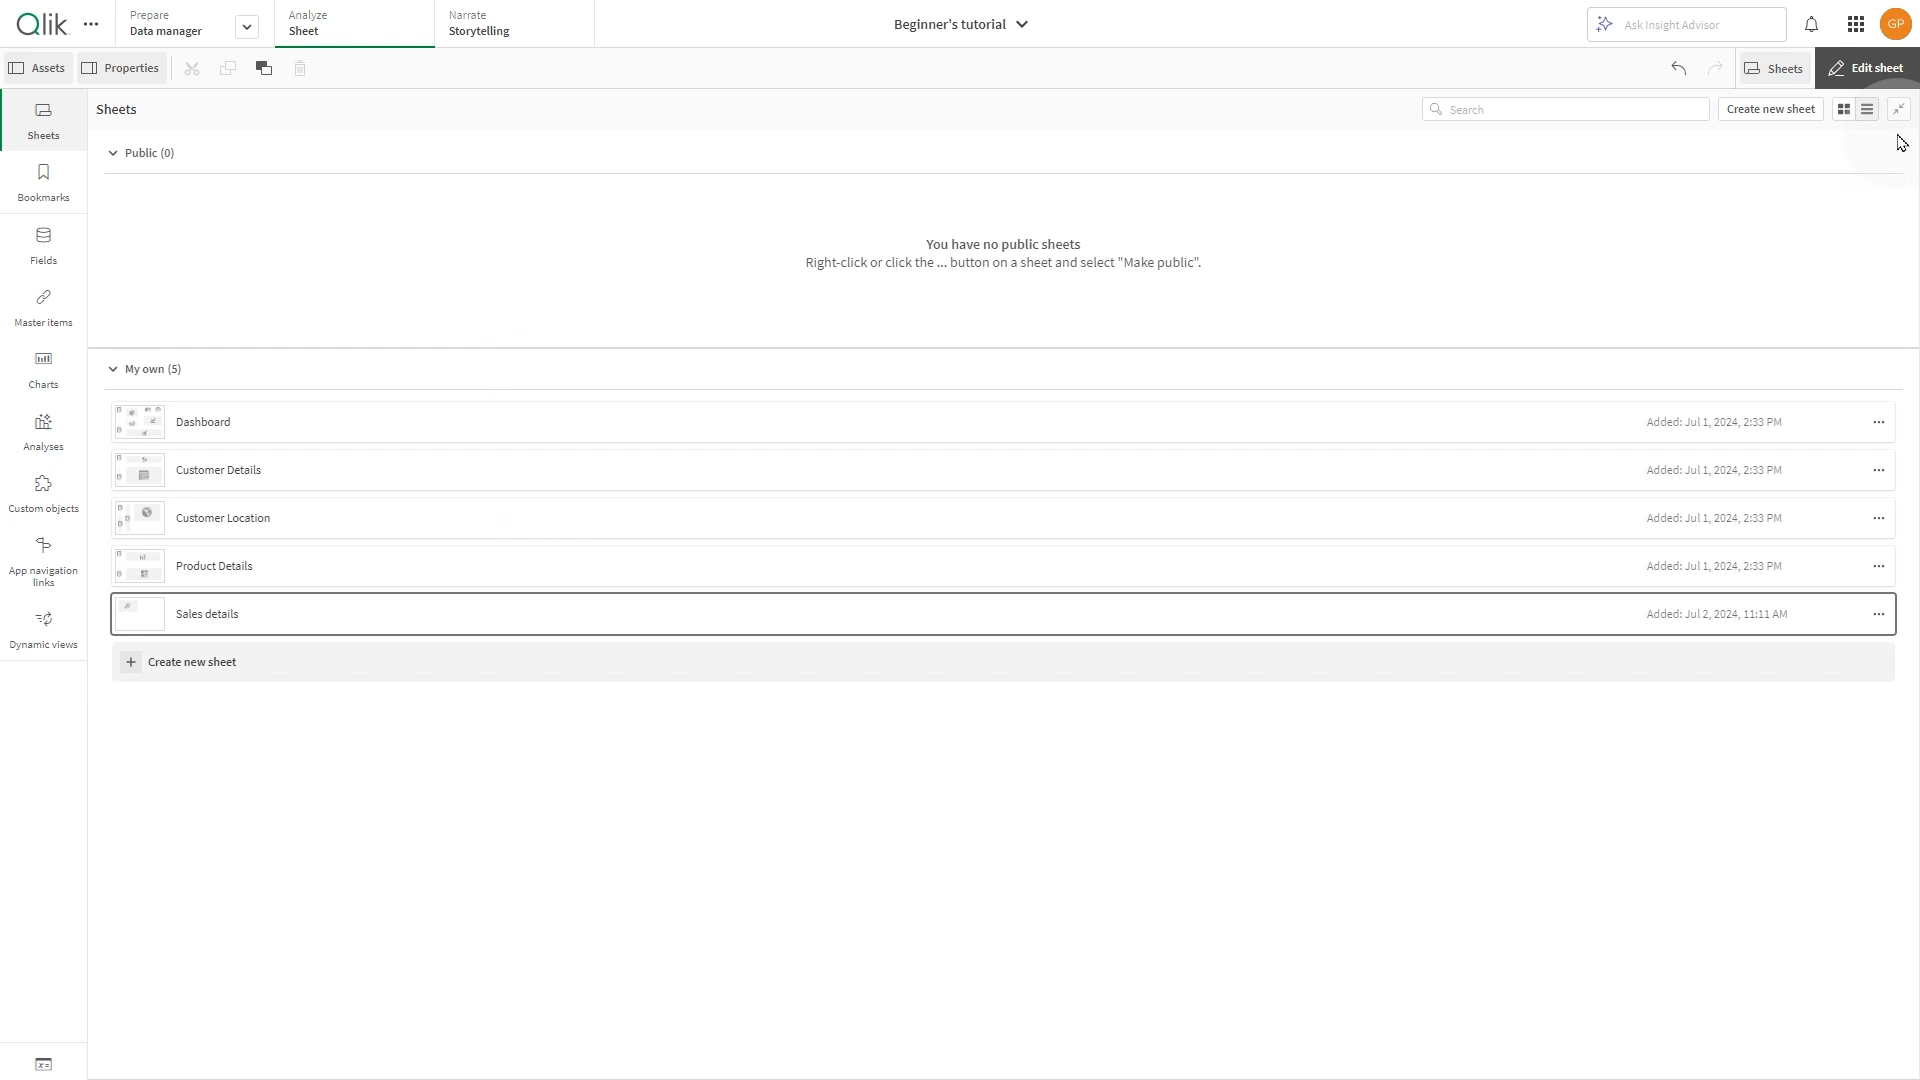 Qlik
Prepare
Data manager
Analyze
Sheet
Narrate
Storytelling
Beginner's tutorial
Ask Insight Advisor
GP
Assets
Properties
Sheets
Edit sheet
Sheets
Search
Create new sheet
Sheets
Bookmarks
Fields
Master items
Charts
Analyses
Custom objects
App navigation
links
Dynamic views
Public (0)
You have no public sheets
Right-click or click the ... button on a sheet and select "Make public".
My own (5)
Dashboard Added: Jul 1, 2024, 2:33 PM
Customer Details Added: Jul 1, 2024, 2:33 PM
Customer Location Added: Jul 1, 2024, 2:33 PM
Product Details Added: Jul 1, 2024, 2:33 PM
Sales details Added: Jul 2, 2024, 11:11 AM
Create new sheet